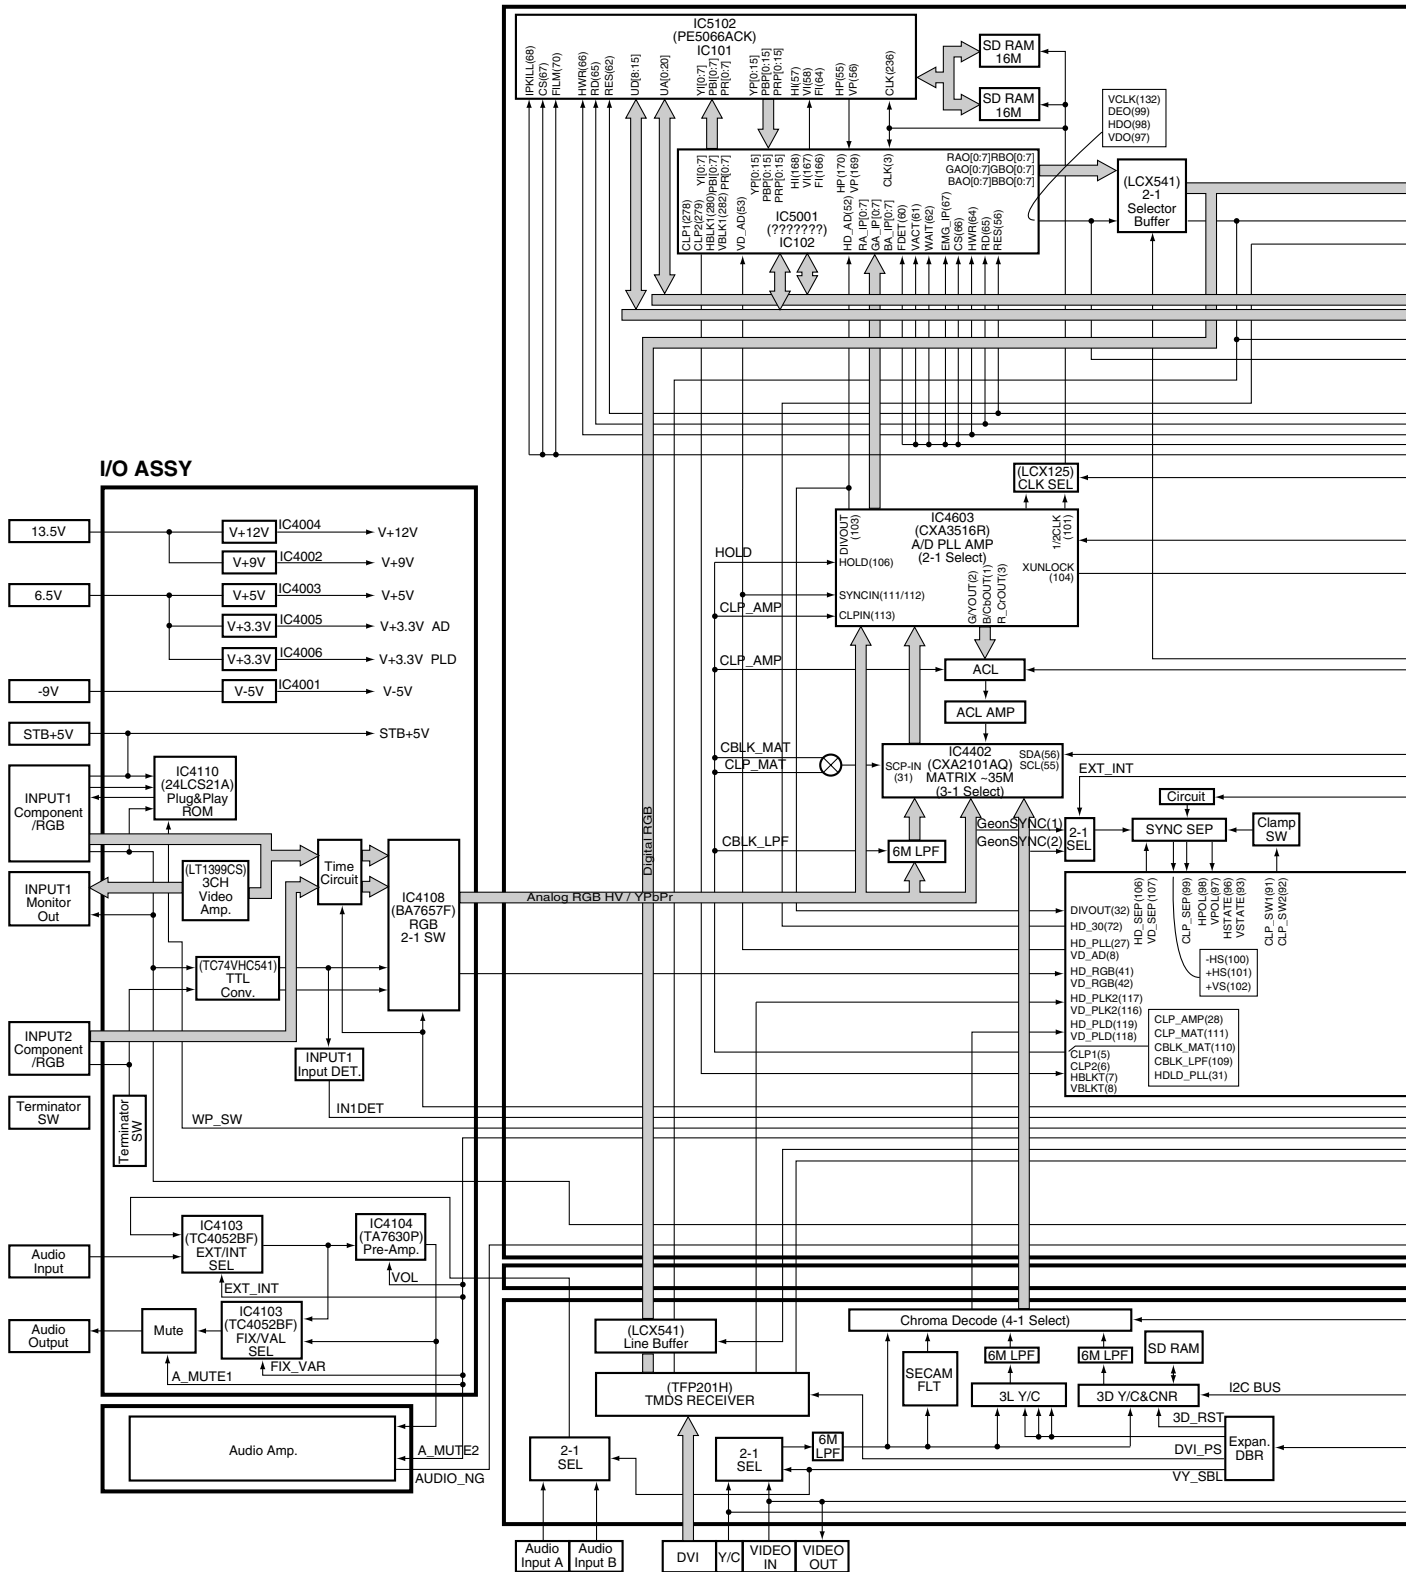 IC5102
(PE5066ACK)
IC101
IPKILL(68)
CS(67)
FILM(70)
HWR(66)
RD(65)
RES(62)
UD[8:15]
UA[0:20]
YI[0:7]
PBI[0:7]
PR[0:7]
YP[0:15]
PBP[0:15]
PRP[0:15]
HI(57)
VI(58)
FI(64)
HP(55)
VP(56)
CLK(236)
SD RAM
16M
SD RAM
16M
VCLK(132)
DEO(99)
HDO(98)
VDO(97)
CLP1(278)
CLP2(279)
HBLK1(280)
VBLK1(282)
YI[0:7]
PBI[0:7]
PR[0:7]
VD_AD(53)
YP[0:15]
PBP[0:15]
PRP[0:15]
HI(168)
VI(167)
FI(166)
HP(170)
VP(169)
CLK(3)
RAO[0:7]RBO[0:7]
GAO[0:7]GBO[0:7]
BAO[0:7]BBO[0:7]
IC5001
(???????)
IC102
HD_AD(52)
RA_IP[0:7]
GA_IP[0:7]
BA_IP[0:7]
FDET(60)
VACT(61)
WAIT(62)
EMG_IP(67)
CS(66)
HWR(64)
RD(65)
RES(56)
(LCX541)
2-1
Selector
Buffer
I/O ASSY
13.5V
V+12V
IC4004
V+12V
V+9V
IC4002
V+9V
6.5V
V+5V
IC4003
V+5V
V+3.3V
IC4005
V+3.3V AD
V+3.3V
IC4006
V+3.3V PLD
-9V
V-5V
IC4001
V-5V
STB+5V
STB+5V
INPUT1
Component
/RGB
IC4110
(24LCS21A)
Plug&Play
ROM
INPUT1
Monitor
Out
(LT1399CS)
3CH
Video
Amp.
Time
Circuit
IC4108
(BA7657F)
RGB
2-1 SW
(TC74VHC541)
TTL
Conv.
INPUT2
Component
/RGB
INPUT1
Input DET.
IN1DET
Terminator
SW
Terminator
SW
WP_SW
Audio
Input
IC4103
(TC4052BF)
EXT/INT
SEL
IC4104
(TA7630P)
Pre-Amp.
VOL
EXT_INT
Audio
Output
Mute
IC4103
(TC4052BF)
FIX/VAL
SEL
FIX_VAR
A_MUTE1
Audio Amp.
A_MUTE2
AUDIO_NG
(LCX125)
CLK SEL
DIVOUT
(103)
IC4603
(CXA3516R)
A/D PLL AMP
(2-1 Select)
1/2CLK
(101)
HOLD
HOLD(106)
XUNLOCK
(104)
SYNCIN(111/112)
CLP_AMP
CLPIN(113)
G/YOUT(2)
B/CbOUT(1)
R_CrOUT(3)
CLP_AMP
ACL
ACL AMP
CBLK_MAT
CLP_MAT
SCP-IN
(31)
IC4402
(CXA2101AQ)
MATRIX ~35M
(3-1 Select)
SDA(56)
SCL(55)
EXT_INT
Circuit
GeonSYNC(1)
GeonSYNC(2)
2-1
SEL
SYNC SEP
Clamp
SW
CBLK_LPF
6M LPF
Digital RGB
Analog RGB HV / YPbPr
DIVOUT(32)
HD_30(72)
HD_PLL(27)
VD_AD(8)
HD_RGB(41)
VD_RGB(42)
HD_PLK2(117)
VD_PLK2(116)
HD_PLD(119)
VD_PLD(118)
CLP1(5)
CLP2(6)
HBLKT(7)
VBLKT(8)
HD_SEP(106)
VD_SEP(107)
CLP_SEP(99)
HPOL(98)
VPOL(97)
HSTATE(96)
VSTATE(93)
CLP_SW1(91)
CLP_SW2(92)
-HS(100)
+HS(101)
+VS(102)
CLP_AMP(28)
CLP_MAT(111)
CBLK_MAT(110)
CBLK_LPF(109)
HDLD_PLL(31)
Chroma Decode (4-1 Select)
(LCX541)
Line Buffer
6M LPF
6M LPF
SD RAM
SECAM
FLT
(TFP201H)
TMDS RECEIVER
3L Y/C
3D Y/C&CNR
I2C BUS
3D_RST
DVI_PS
VY_SBL
Expan.
DBR
2-1
SEL
2-1
SEL
6M
LPF
Audio
Input A
Audio
Input B
DVI
Y/C
VIDEO
IN
VIDEO
OUT